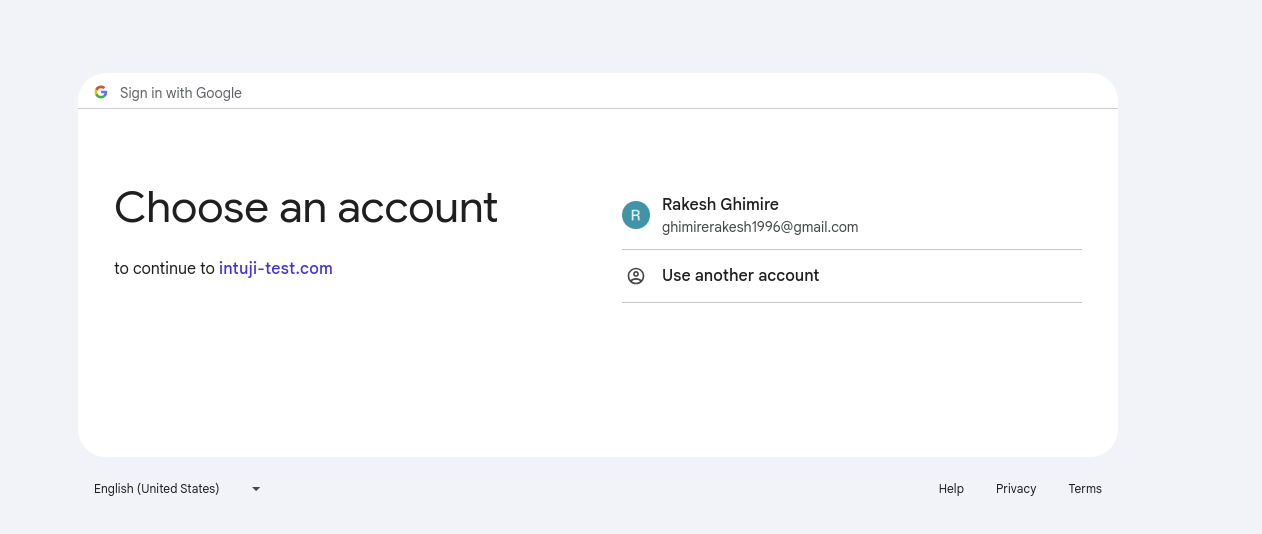 Sign in with Google
Choose an account
to continue to intuji-test.com
R
Rakesh Ghimire
ghimirerakesh1996@gmail.com
Use another account
English (United States)
Help
Privacy
Terms